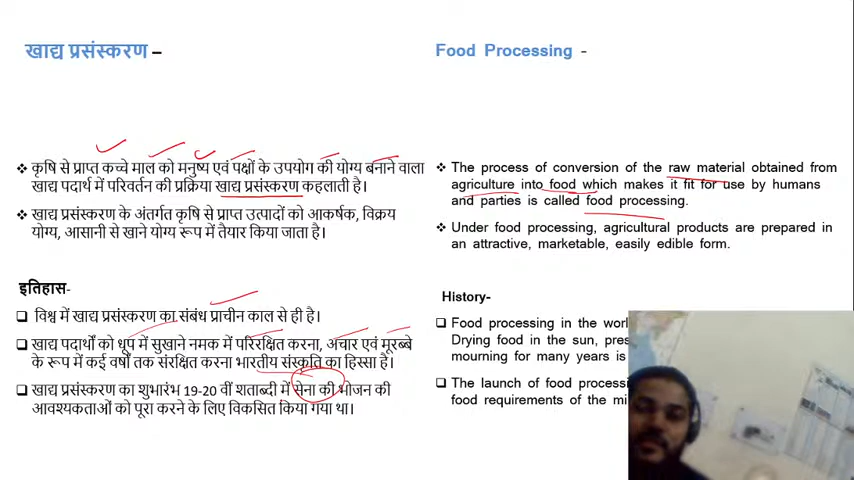 खाद्य प्रसंस्करण –
❖ कृषि से प्राप्त कच्चे माल को मनुष्य एवं पक्षों के उपयोग की योग्य बनाने वाला
खाद्य पदार्थ में परिवर्तन की प्रक्रिया खाद्य प्रसंस्करण कहलाती है।
❖ खाद्य प्रसंस्करण के अंतर्गत कृषि से प्राप्त उत्पादों को आकर्षक, विक्रय
योग्य, आसानी से खाने योग्य रूप में तैयार किया जाता है।
इतिहास-
❑ विश्व में खाद्य प्रसंस्करण का संबंध प्राचीन काल से ही है।
❑ खाद्य पदार्थों को धूप में सुखाने नमक में परिरक्षित करना, अचार एवं मूरब्बे
के रूप में कई वर्षों तक संरक्षित करना भारतीय संस्कृति का हिस्सा है।
❑ खाद्य प्रसंस्करण का शुभारंभ 19-20 वीं शताब्दी में सेना की भोजन की
आवश्यकताओं को पूरा करने के लिए विकसित किया गया था।
Food Processing -
❖ The process of conversion of the raw material obtained from
agriculture into food which makes it fit for use by humans
and parties is called food processing.
❖ Under food processing, agricultural products are prepared in
an attractive, marketable, easily edible form.
History-
❑ Food processing in the
Drying food in the sun,
mourning for many years is
❑ The launch of food
food requirements of the